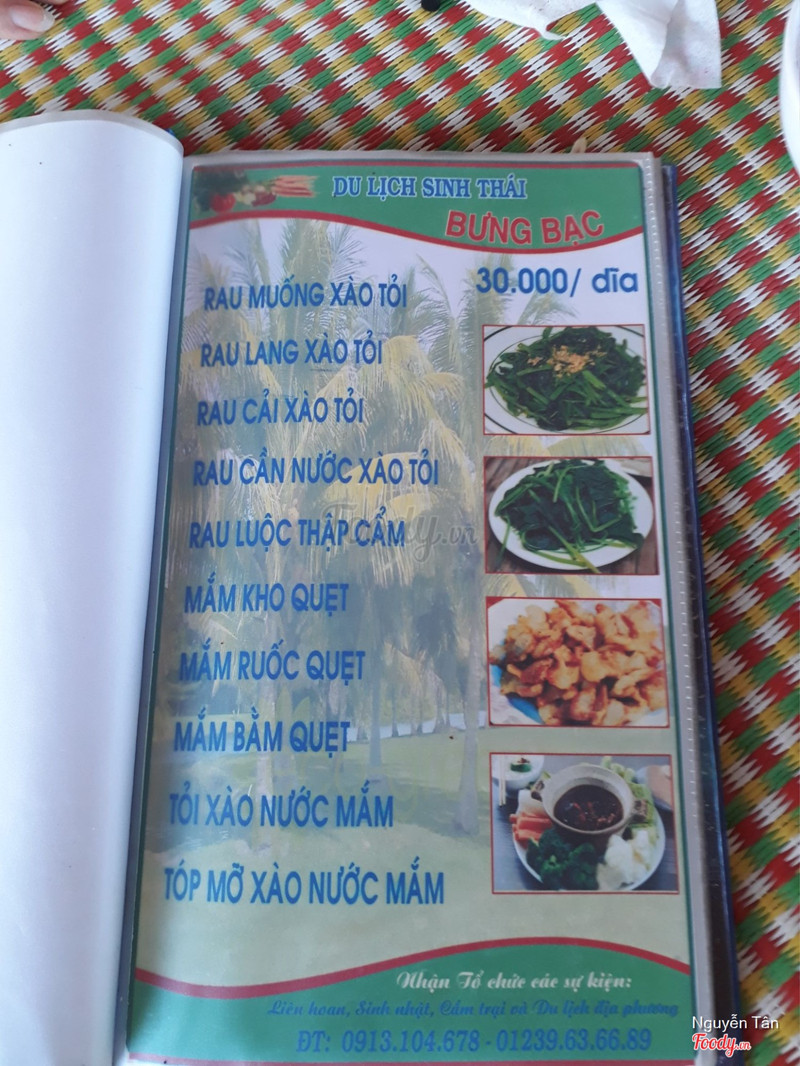 DU LỊCH SINH THÁI
BƯNG BẠC
30.000/ dĩa
RAU MUỐNG XÀO TỎI
RAU LANG XÀO TỎI
RAU CẢI XÀO TỎI
RAU CẦN NƯỚC XÀO TỎI
RAU LUỘC THẬP CẨM
Foody.vn
MẮM KHO QUẸT
MẮM RUỐC QUẸT
MẮM BẰM QUẸT
TỎI XÀO NƯỚC MẮM
TÓP MỠ XÀO NƯỚC MẮM
Nhận Tổ chức các sự kiện:
Liên hoan, Sinh nhật, Cắm trại và Du lịch địa phương
ĐT: 0913.104.678 - 01239.63.66.89
Nguyễn Tân
Foody.vn